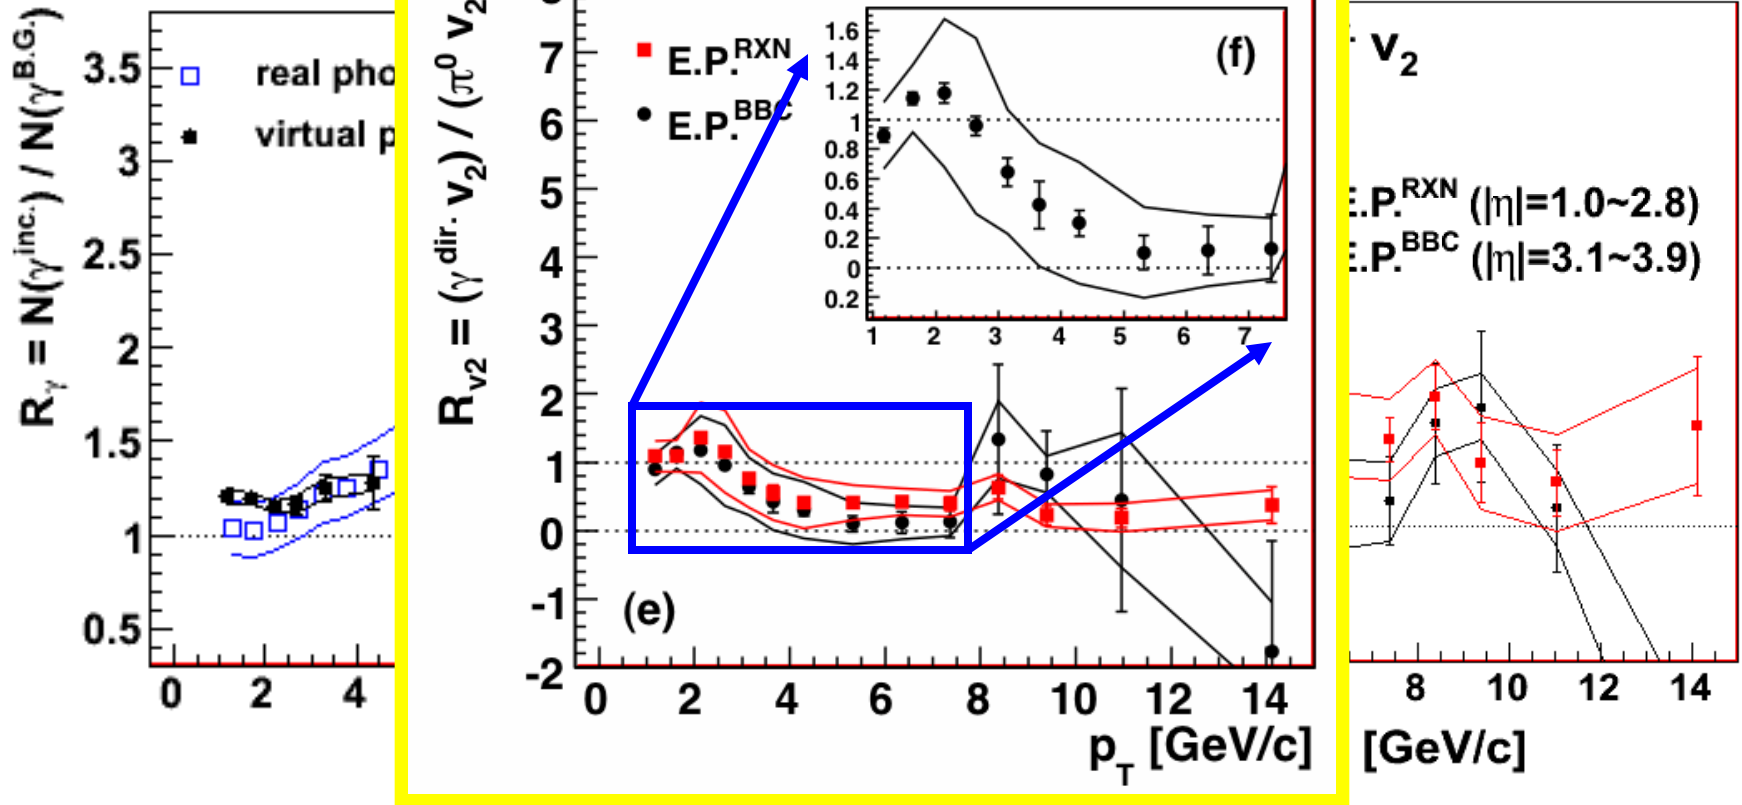 R_γ = N(γ^inc.) / N(γ^B.G.)
3.5
3
2.5
2
1.5
1
0.5
0 2 4
real pho
virtual p
R_v2 = (γ^dir. v_2) / (π^0 v_2
7
6
5
4
3
2
1
0
-1
-2
0 2 4 6 8 10 12 14
p_T [GeV/c]
E.P.^RXN
E.P.^BBC
(e)
(f)
1.6
1.4
1.2
1
0.8
0.6
0.4
0.2
0
0.2
1 2 3 4 5 6 7
v_2
E.P.^RXN (|η|=1.0~2.8)
E.P.^BBC (|η|=3.1~3.9)
8 10 12 14
[GeV/c]